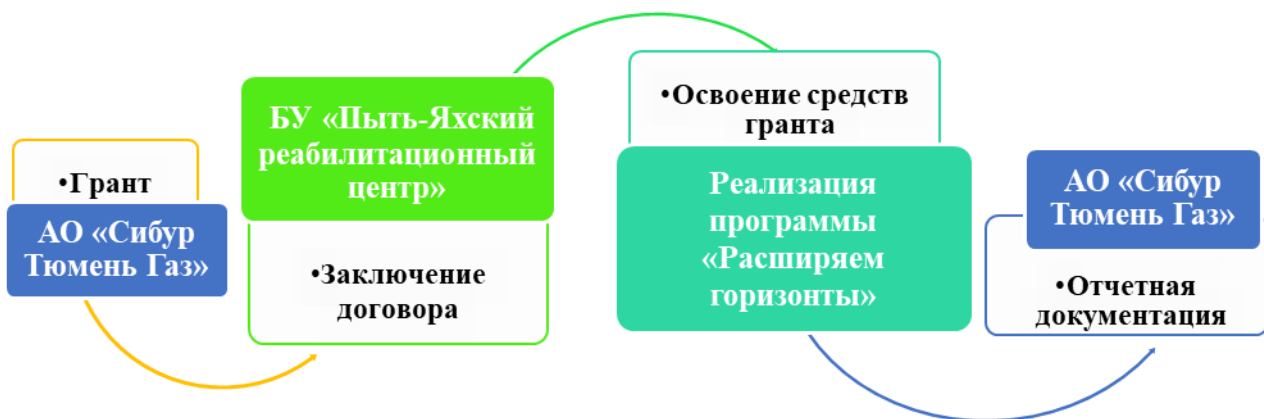 •Грант
АО «Сибур
Тюмень Газ»
БУ «Пыть-Яхский
реабилитационный
центр»
•Заключение
договора
•Освоение средств
гранта
Реализация
программы
«Расширяем
горизонты»
АО «Сибур
Тюмень Газ»
•Отчетная
документация